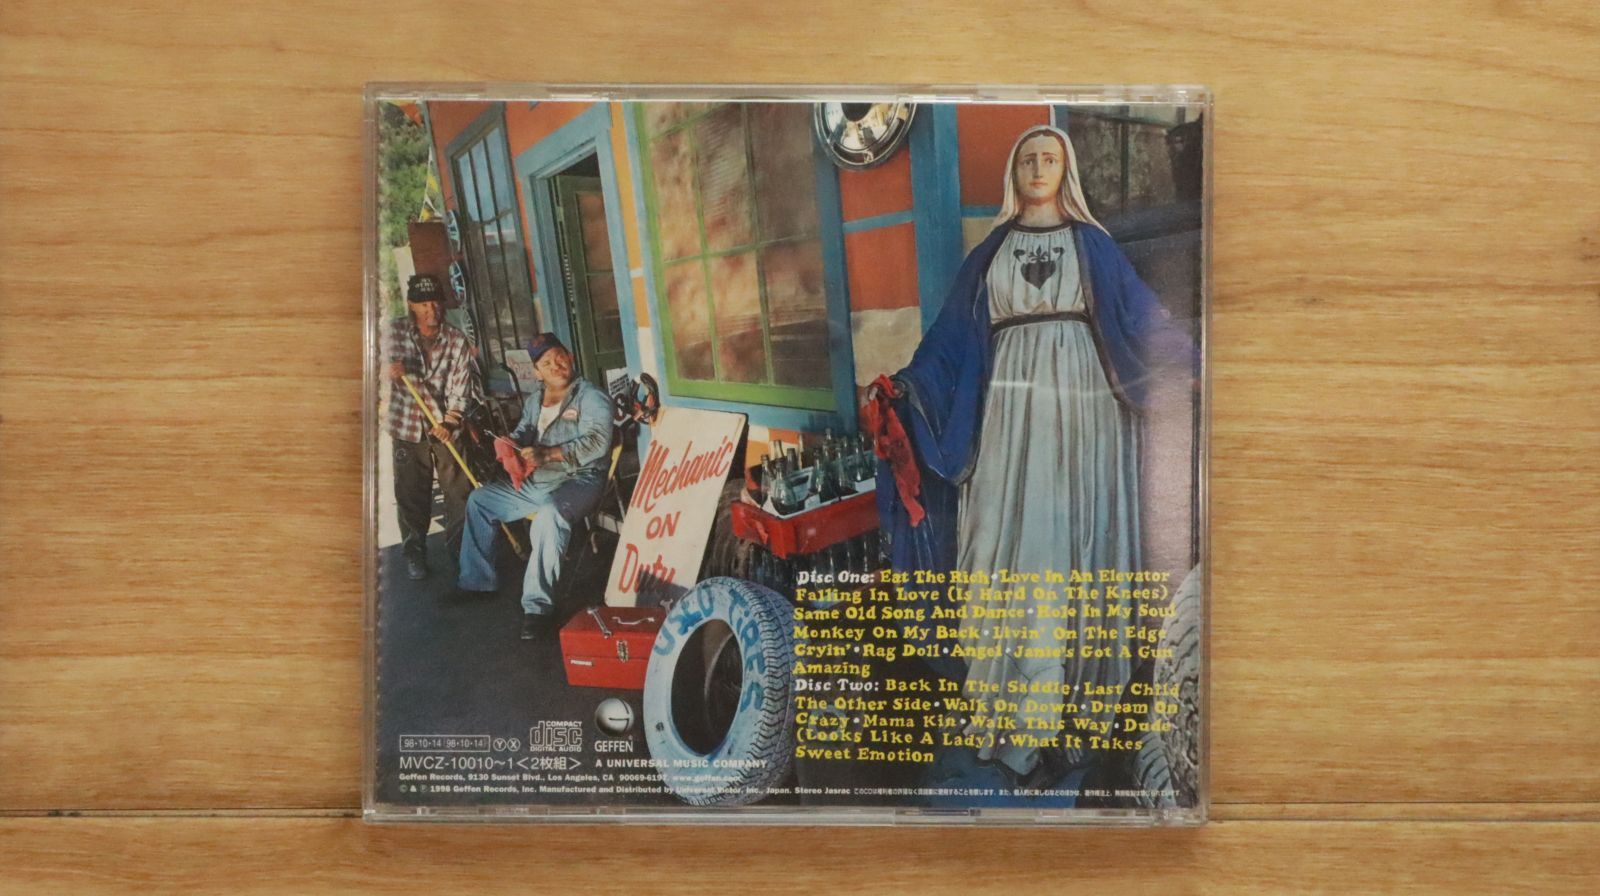 Mechanic
ON
Duty
USED TIRES
Disc One: Eat The Rich • Love In An Elevator
Falling In Love (Is Hard On The Knees)
Same Old Song And Dance • Hole In My Soul
Monkey On My Back • Livin' On The Edge
Cryin' • Rag Doll • Angel • Janie's Got A Gun
Amazing
Disc Two: Back In The Saddle • Last Child
The Other Side • Walk On Down • Dream On
Crazy • Mama Kin • Walk This Way • Dude
(Looks Like A Lady) • What It Takes
Sweet Emotion
98•10•14 (98•10•14) Y X
COMPACT
disc
DIGITAL AUDIO
GEFFEN
MVCZ-10010〜1<2枚組> A UNIVERSAL MUSIC COMPANY
Geffen Records, 9130 Sunset Blvd., Los Angeles, CA 90069-6197. www.geffen.com
© & ℗ 1998 Geffen Records, Inc. Manufactured and Distributed by Universal Victor, Inc., Japan. Stereo Jasrac